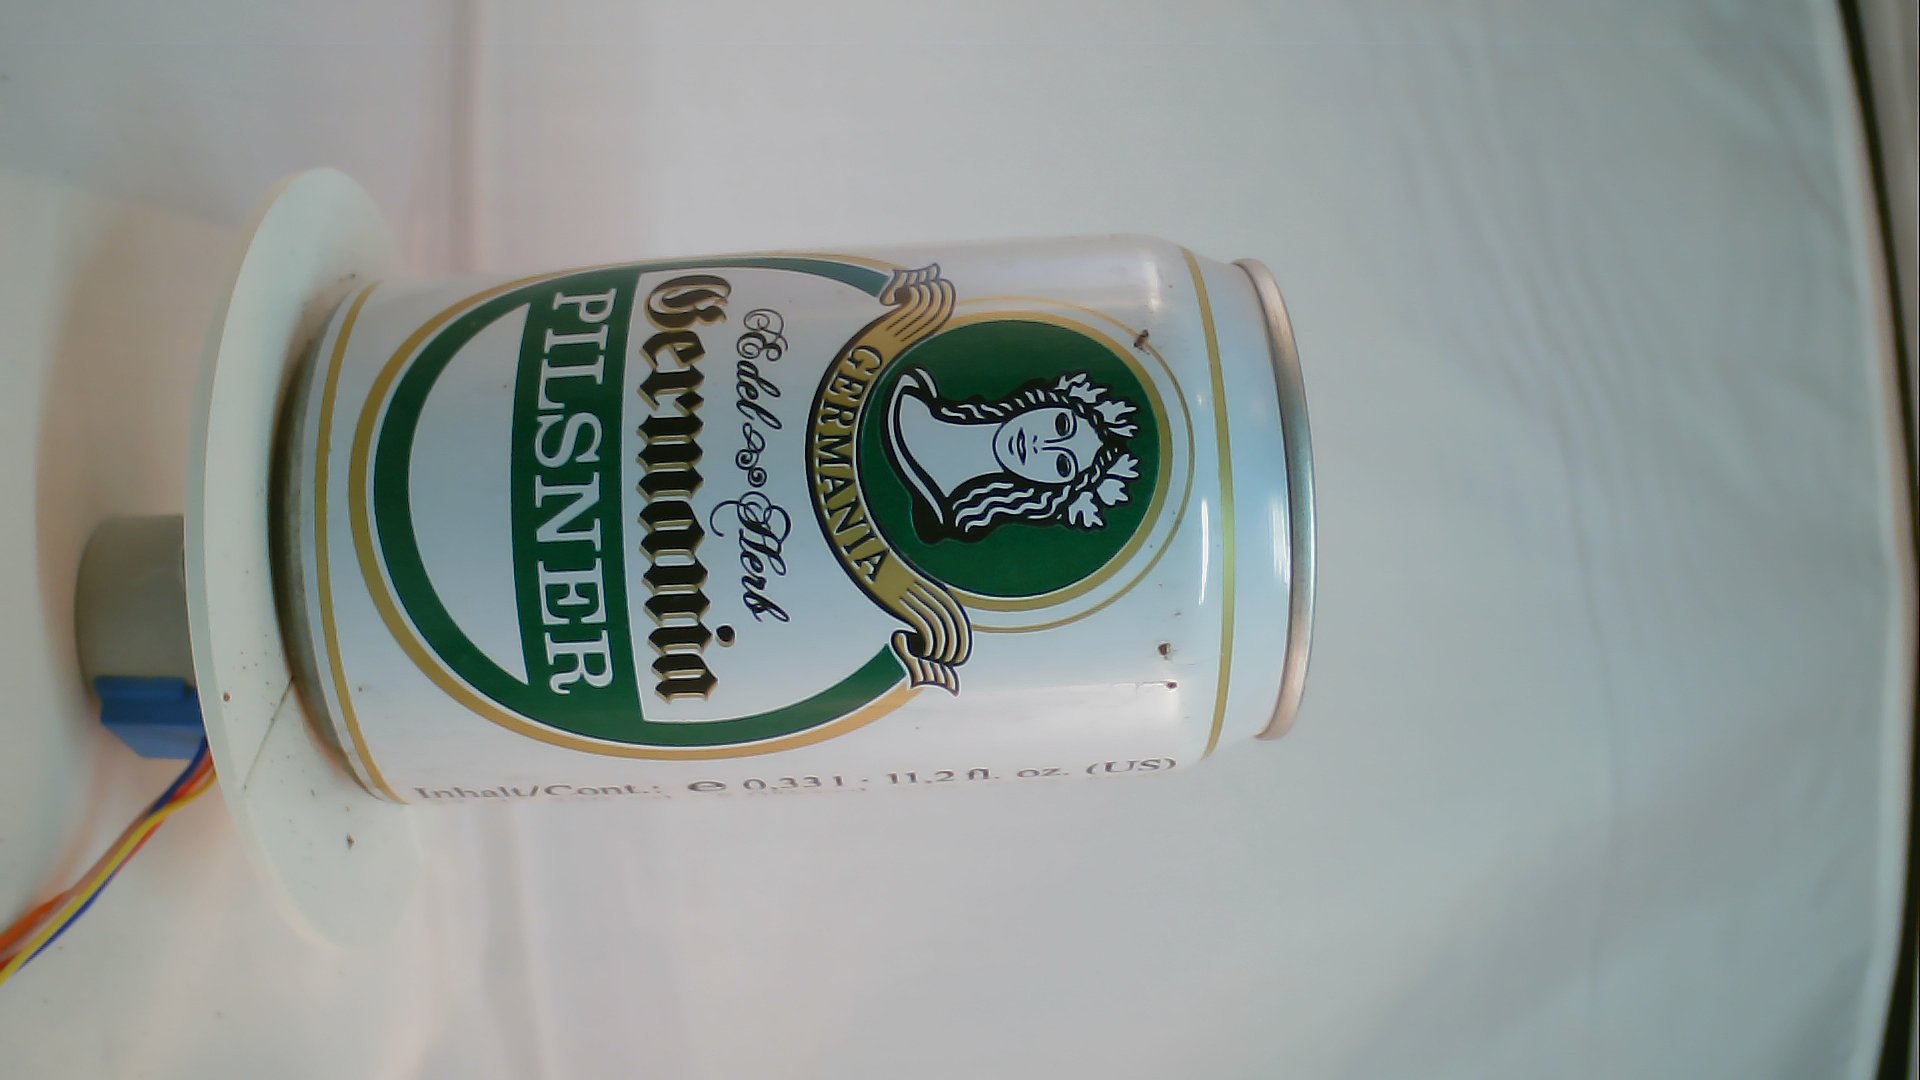 GERMANIA
Edel Herb
Germania
PILSNER
Inhalt/Cont.: ℮ 0,33 l · 11,2 fl. oz. (US)